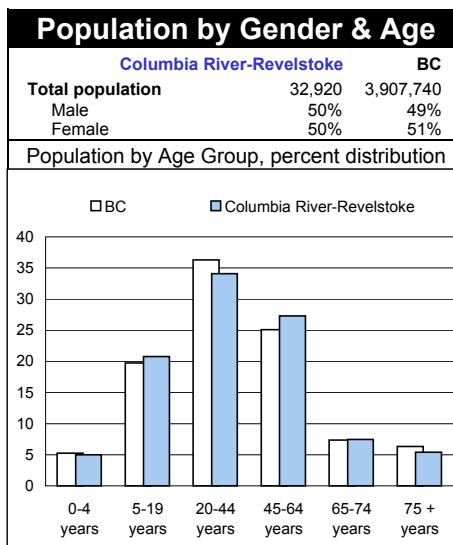 Population by Gender & Age
Columbia River-Revelstoke BC
Total population 32,920 3,907,740
Male 50% 49%
Female 50% 51%
Population by Age Group, percent distribution
BC Columbia River-Revelstoke
40
35
30
25
20
15
10
5
0
0-4 5-19 20-44 45-64 65-74 75 +
years years years years years years